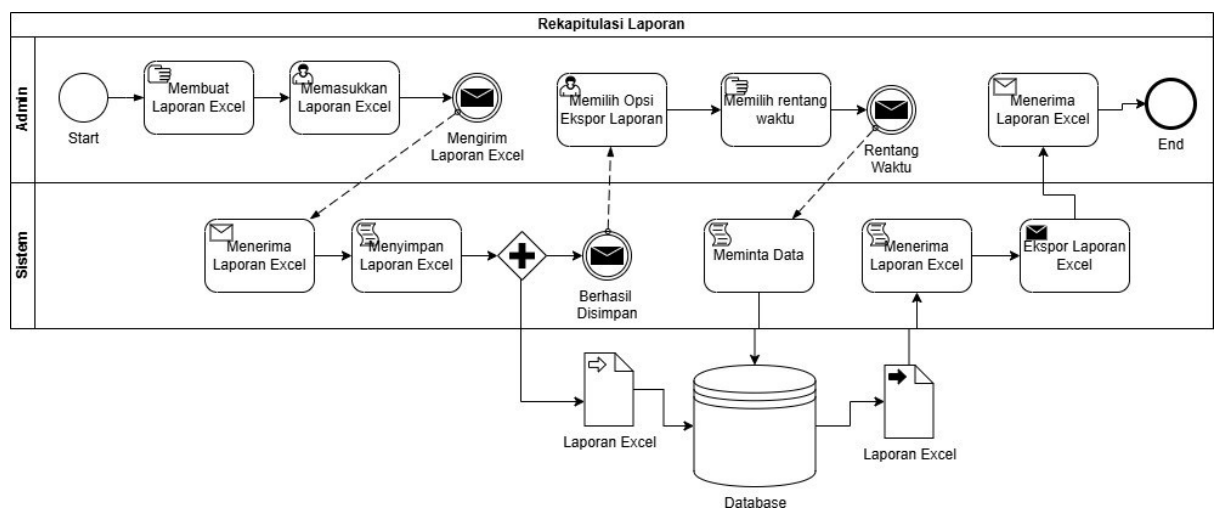 Rekapitulasi Laporan
Admin
Start
Membuat
Laporan Excel
Memasukkan
Laporan Excel
Mengirim
Laporan Excel
Memilih Opsi
Ekspor Laporan
Memilih rentang
waktu
Rentang
Waktu
Menerima
Laporan Excel
End
Sistem
Menerima
Laporan Excel
Menyimpan
Laporan Excel
Berhasil
Disimpan
Meminta Data
Menerima
Laporan Excel
Ekspor Laporan
Excel
Laporan Excel
Database
Laporan Excel